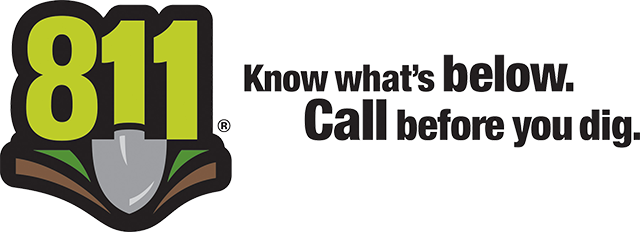 811®
Know what's below.
Call before you dig.